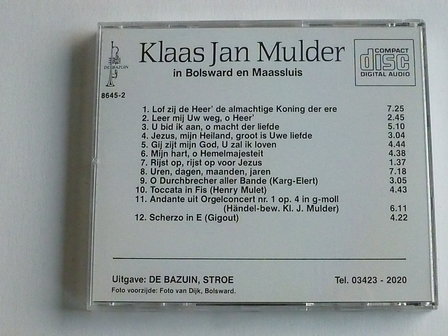 DE BAZUIN
8645-2
Klaas Jan Mulder
in Bolsward en Maassluis
COMPACT
disc
DIGITAL AUDIO
1. Lof zij de Heer' de almachtige Koning der ere 7.25
2. Leer mij Uw weg, o Heer' 2.45
3. U bid ik aan, o macht der liefde 5.10
4. Jezus, mijn Heiland, groot is Uwe liefde 3.04
5. Gij zijt mijn God, U zal ik loven 4.44
6. Mijn hart, o Hemelmajesteit 4.38
7. Rijst op, rijst op voor Jezus 1.37
8. Uren, dagen, maanden, jaren 7.18
9. O Durchbrecher aller Bande (Karg-Elert) 3.05
10. Toccata in Fis (Henry Mulet) 4.43
11. Andante uit Orgelconcert nr. 1 op. 4 in g-moll
(Händel-bew. Kl. J. Mulder) 6.11
12. Scherzo in E (Gigout) 4.22
Uitgave: DE BAZUIN, STROE Tel. 03423 - 2020
Foto voorzijde: Foto van Dijk, Bolsward.